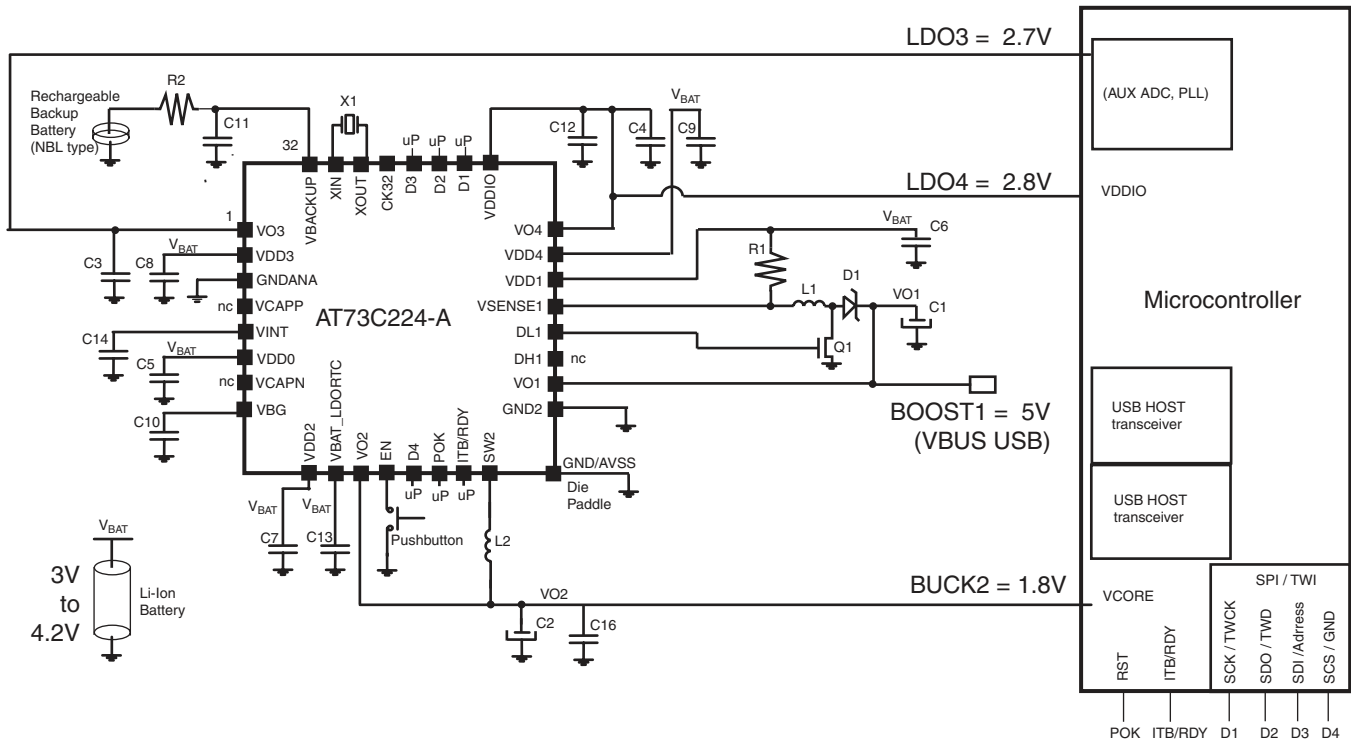 LDO3 = 2.7V
R2
Rechargeable
Backup
Battery
(NBL type)
C11
X1
32
uP
uP
uP
C12
C4
VBAT
C9
(AUX ADC, PLL)
VBACKUP
XIN
XOUT
CK32
D3
D2
D1
VDDIO
LDO4 = 2.8V
VDDIO
1
VO3
VBAT
VDD3
C3
C8
GNDANA
nc
VCAPP
VINT
C14
VBAT
VDD0
C5
nc
VCAPN
VBG
C10
AT73C224-A
VO4
VDD4
VDD1
VSENSE1
DL1
DH1
nc
VO1
GND2
VBAT
C6
R1
L1
D1
VO1
C1
Q1
Microcontroller
BOOST1 = 5V
(VBUS USB)
USB HOST
transceiver
USB HOST
transceiver
VDD2
VBAT_LDORTC
VO2
EN
D4
POK
ITB/RDY
SW2
GND/AVSS
Die
Paddle
uP
uP
uP
VBAT
VBAT
C7
C13
Pushbutton
L2
VBAT
3V
to
4.2V
Li-Ion
Battery
VO2
C2
C16
BUCK2 = 1.8V
VCORE
SPI / TWI
RST
ITB/RDY
SCK / TWCK
SDO / TWD
SDI /Adrress
SCS / GND
POK
ITB/RDY
D1
D2
D3
D4